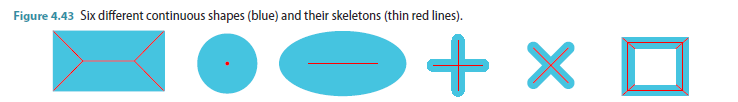 Figure 4.43 Six different continuous shapes (blue) and their skeletons (thin red lines).